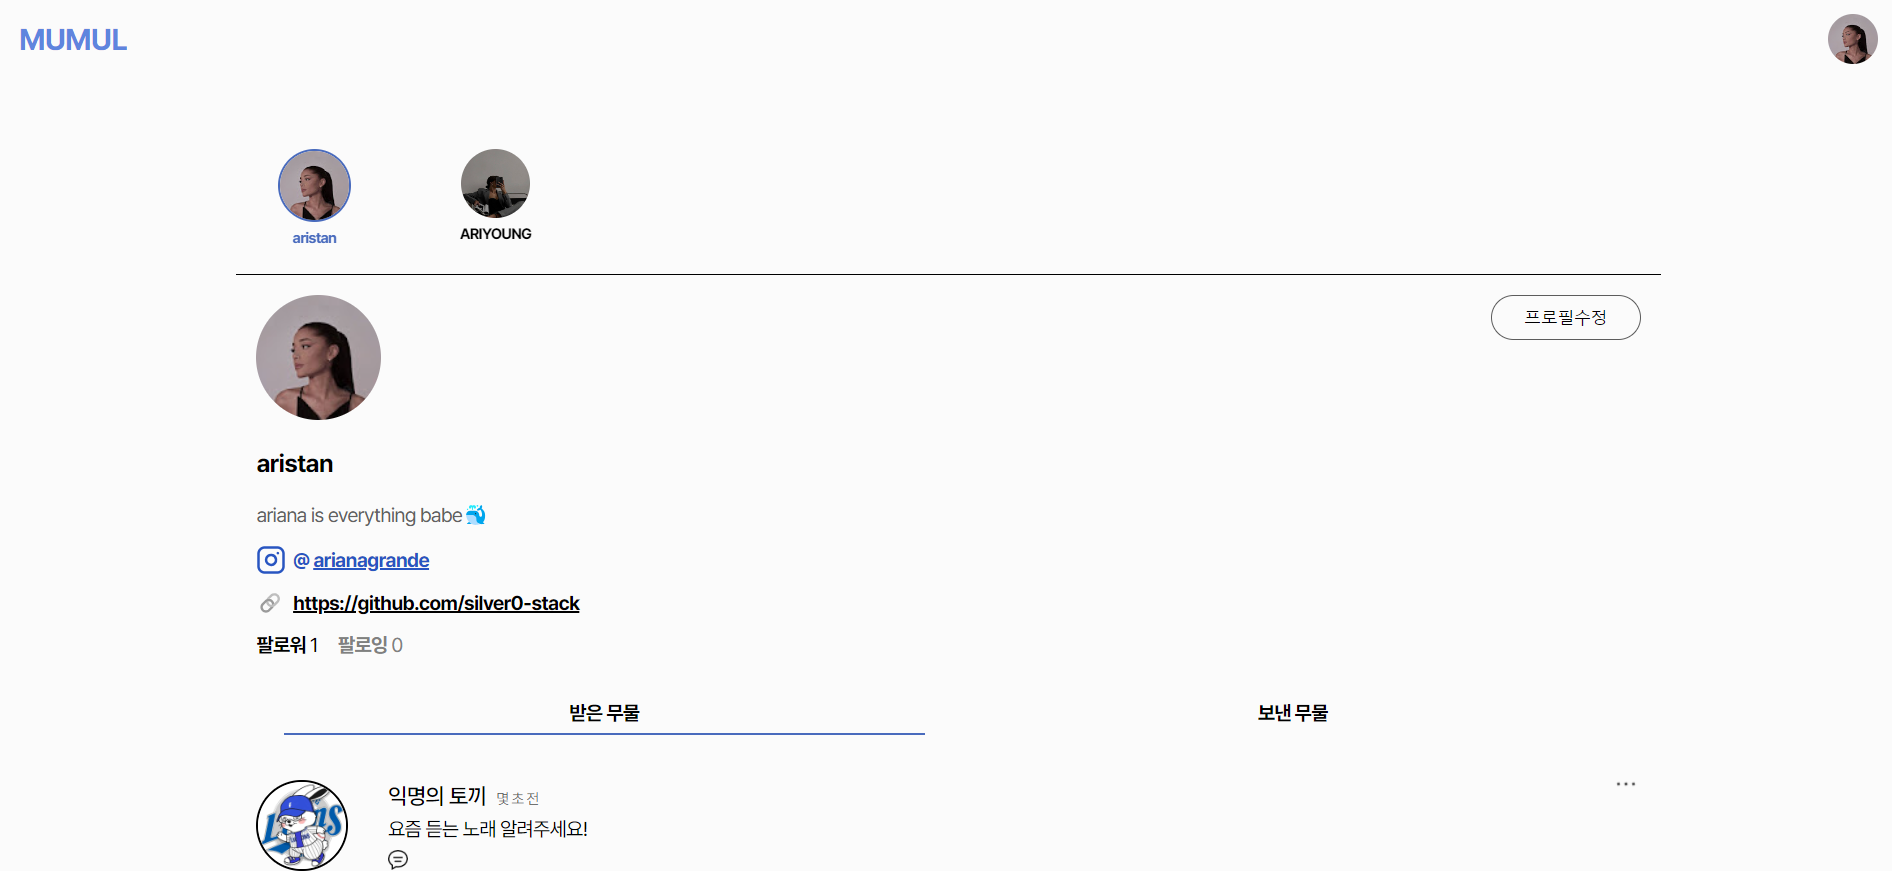 MUMUL
aristan
ARIYOUNG
프로필수정
aristan
ariana is everything babe🐳
@ arianagrande
https://github.com/silver0-stack
팔로워 1 팔로잉 0
받은 무물
보낸 무물
익명의 토끼 몇 초 전
요즘 듣는 노래 알려주세요!